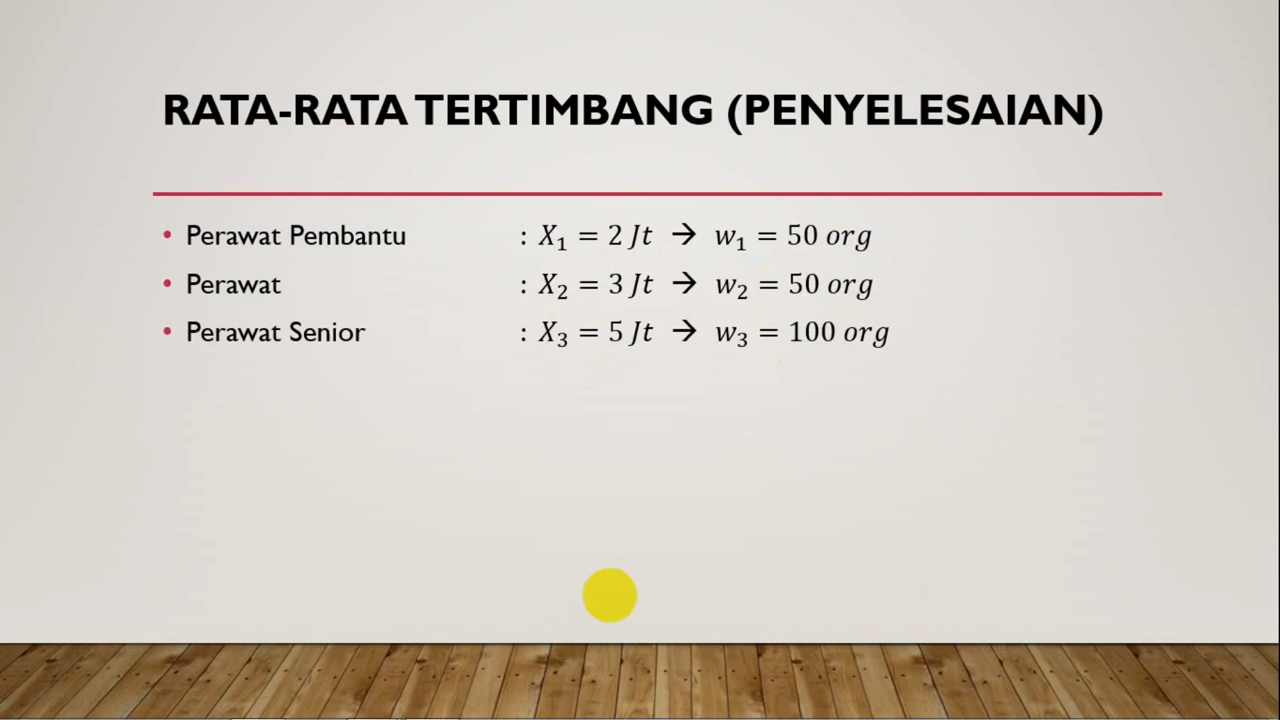 RATA-RATA TERTIMBANG (PENYELESAIAN)
• Perawat Pembantu : X₁ = 2 Jt → w₁ = 50 org
• Perawat : X₂ = 3 Jt → w₂ = 50 org
• Perawat Senior : X₃ = 5 Jt → w₃ = 100 org